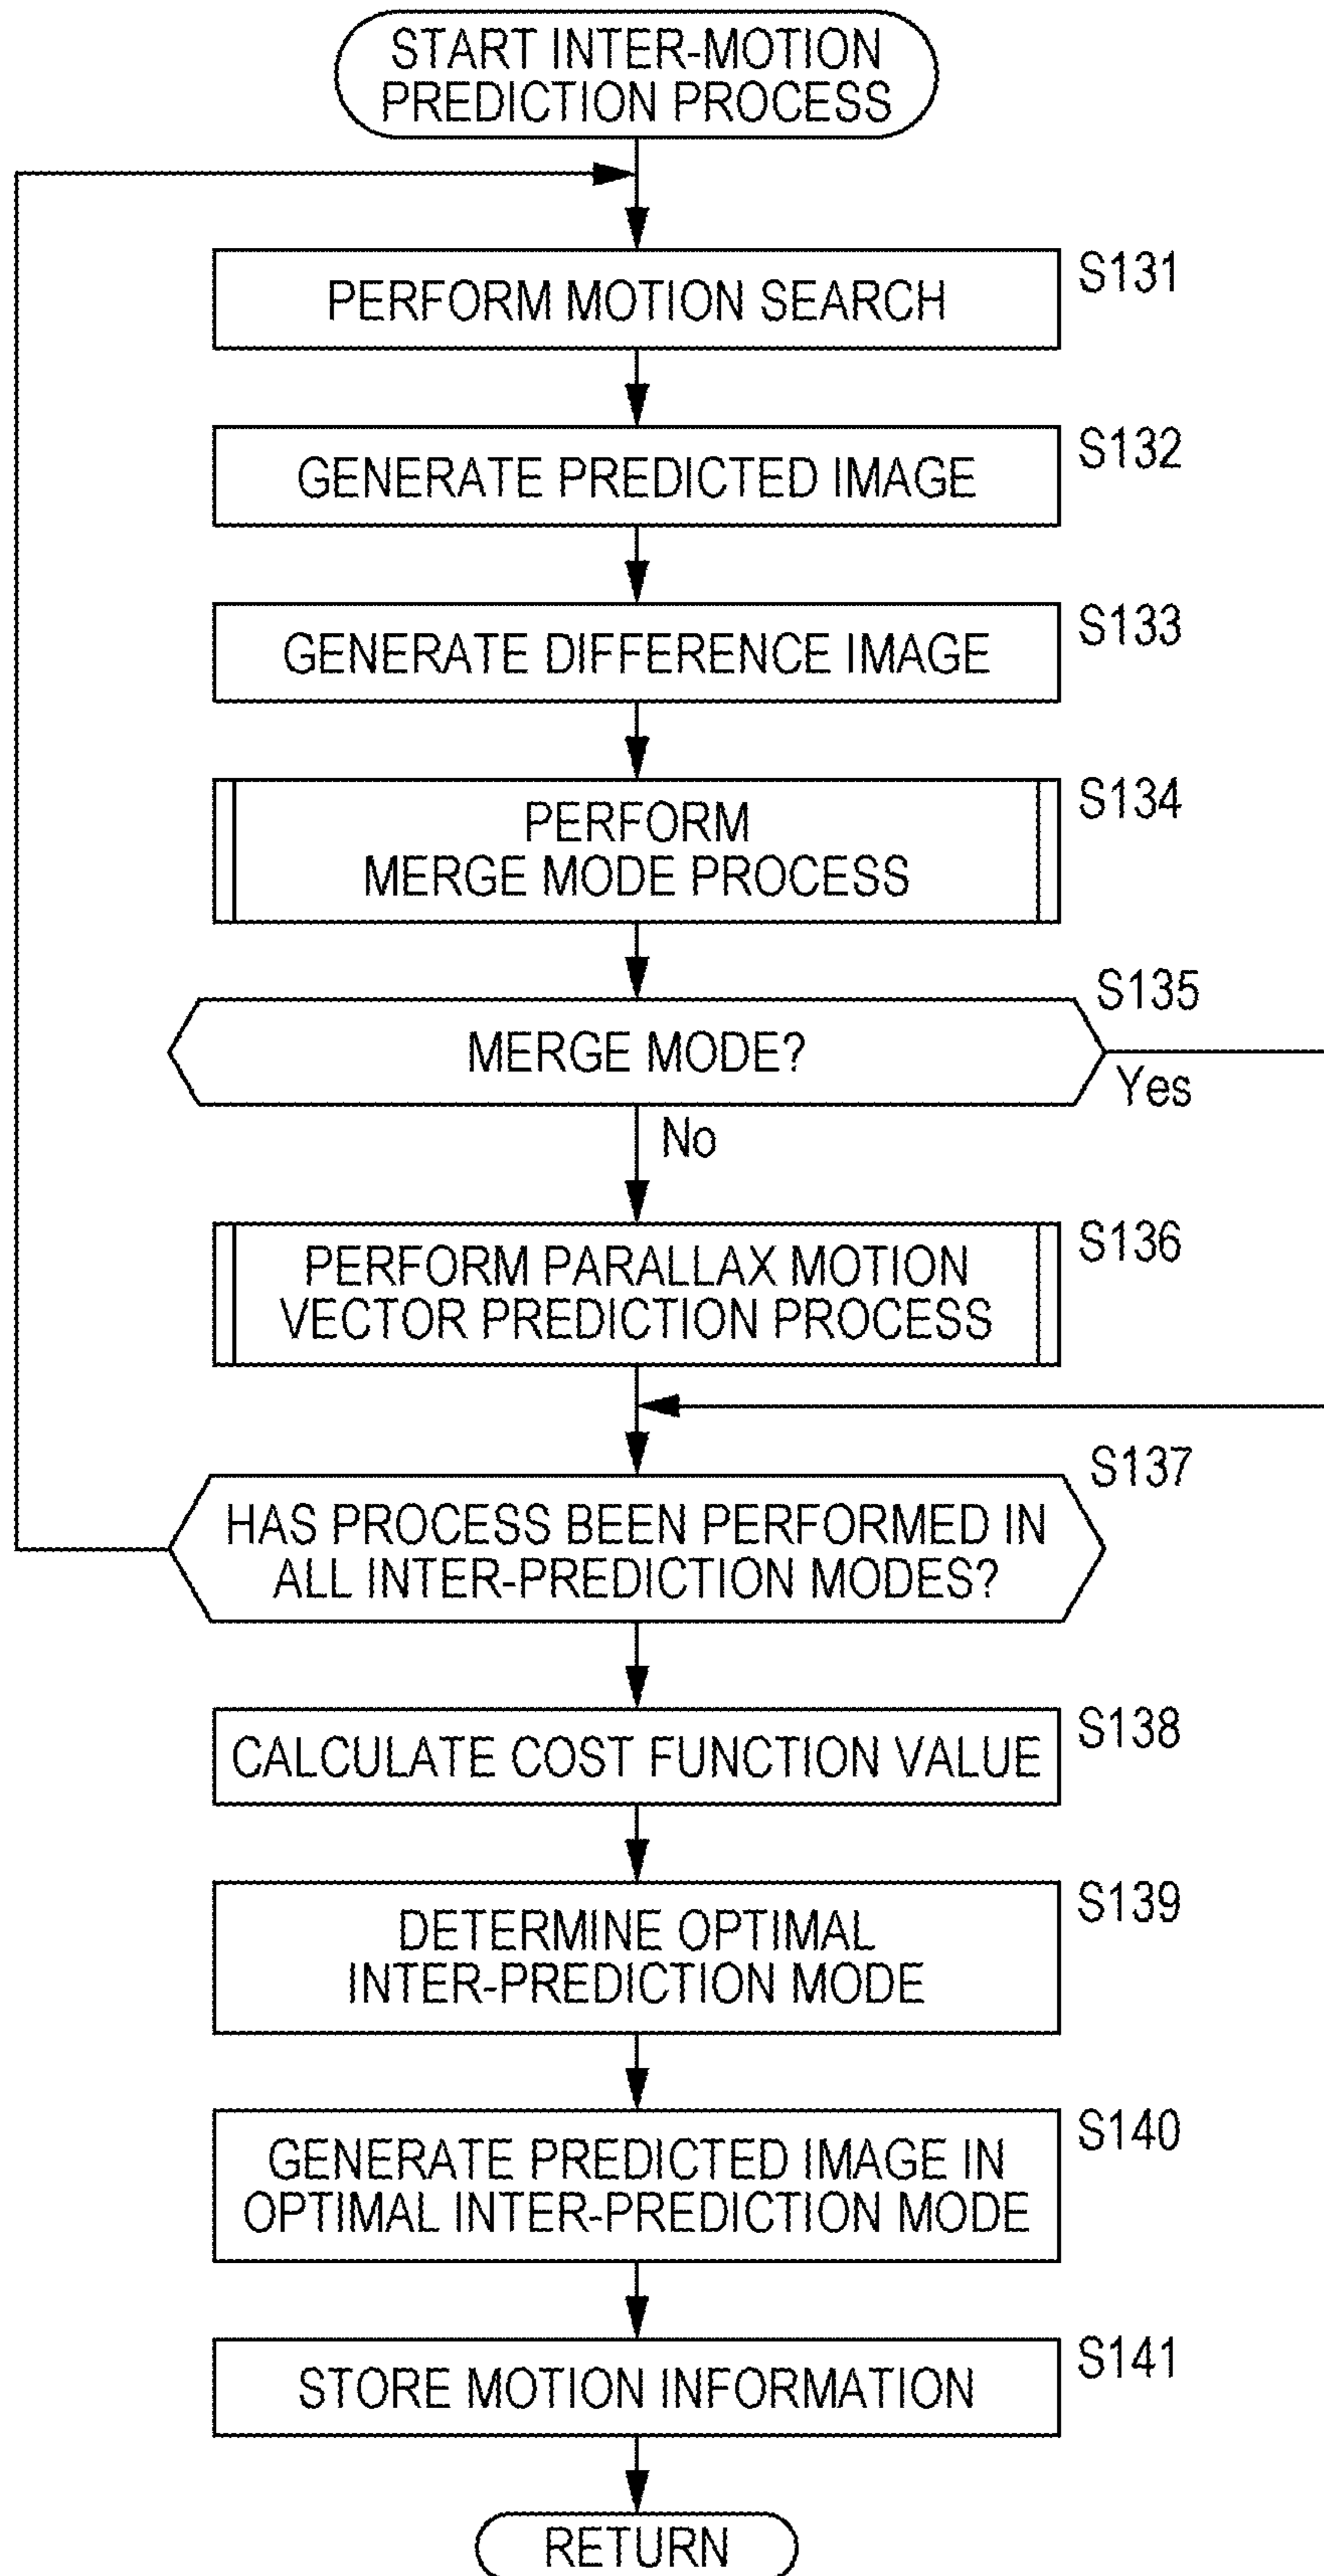 START INTER-MOTION
PREDICTION PROCESS
PERFORM MOTION SEARCH
S131
GENERATE PREDICTED IMAGE
S132
GENERATE DIFFERENCE IMAGE
S133
PERFORM
MERGE MODE PROCESS
S134
MERGE MODE?
S135
Yes
No
PERFORM PARALLAX MOTION
VECTOR PREDICTION PROCESS
S136
HAS PROCESS BEEN PERFORMED IN
ALL INTER-PREDICTION MODES?
S137
CALCULATE COST FUNCTION VALUE
S138
DETERMINE OPTIMAL
INTER-PREDICTION MODE
S139
GENERATE PREDICTED IMAGE IN
OPTIMAL INTER-PREDICTION MODE
S140
STORE MOTION INFORMATION
S141
RETURN